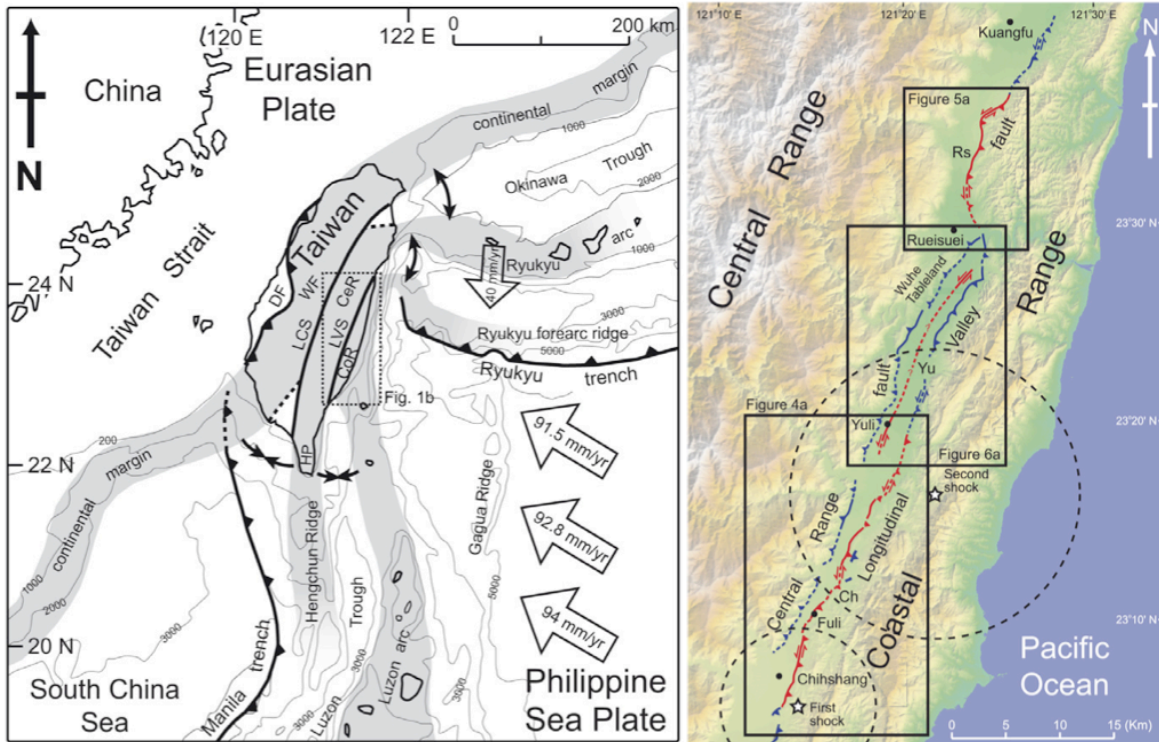 120 E
122 E
0
200 km
China
Eurasian
Plate
N
continental
margin
1000
Okinawa
Trough
2000
Taiwan
Strait
Taiwan
arc
1000
Ryukyu
40 mm/yr
24 N
DF
WF
LCS
CeR
LVS
CoR
3000
Ryukyu forearc ridge
5000
Ryukyu
trench
Fig. 1b
91.5 mm/yr
200
22 N
HP
continental
margin
Gagua Ridge
92.8 mm/yr
Hengchun Ridge
Trough
5000
1000
2000
3000
94 mm/yr
20 N
3000
3000
3000
South China
Sea
Manila
trench
Luzon
Luzon
arc
Philippine
Sea Plate
121°10' E
121°20' E
121°30' E
Kuangfu
N
Central
Range
Figure 5a
Rs
fault
23°30' N
Rueisuei
Wuhe
Tableland
Range
Valley
Yu
fault
Figure 4a
Yuli
23°20' N
Figure 6a
Second
shock
Range
Longitudinal
Central
Ch
Coastal
Fuli
23°10' N
Pacific
Ocean
Chihshang
First
shock
0
5
10
15 (Km)